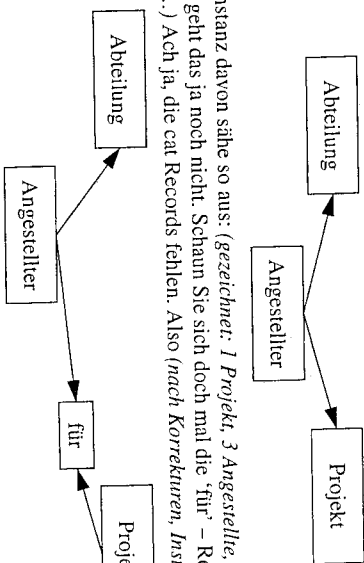 Abteilung
Projekt
Angestellter
nstanz davon sähe so aus: (gezeichnet: 1 Projekt, 3 Angestellte,
geht das ja noch nicht. Schaun Sie sich doch mal die ‘für’ – Re
..) Ach ja, die cat Records fehlen. Also (nach Korrekturen, Inst
Abteilung
Angestellter
für
Proje